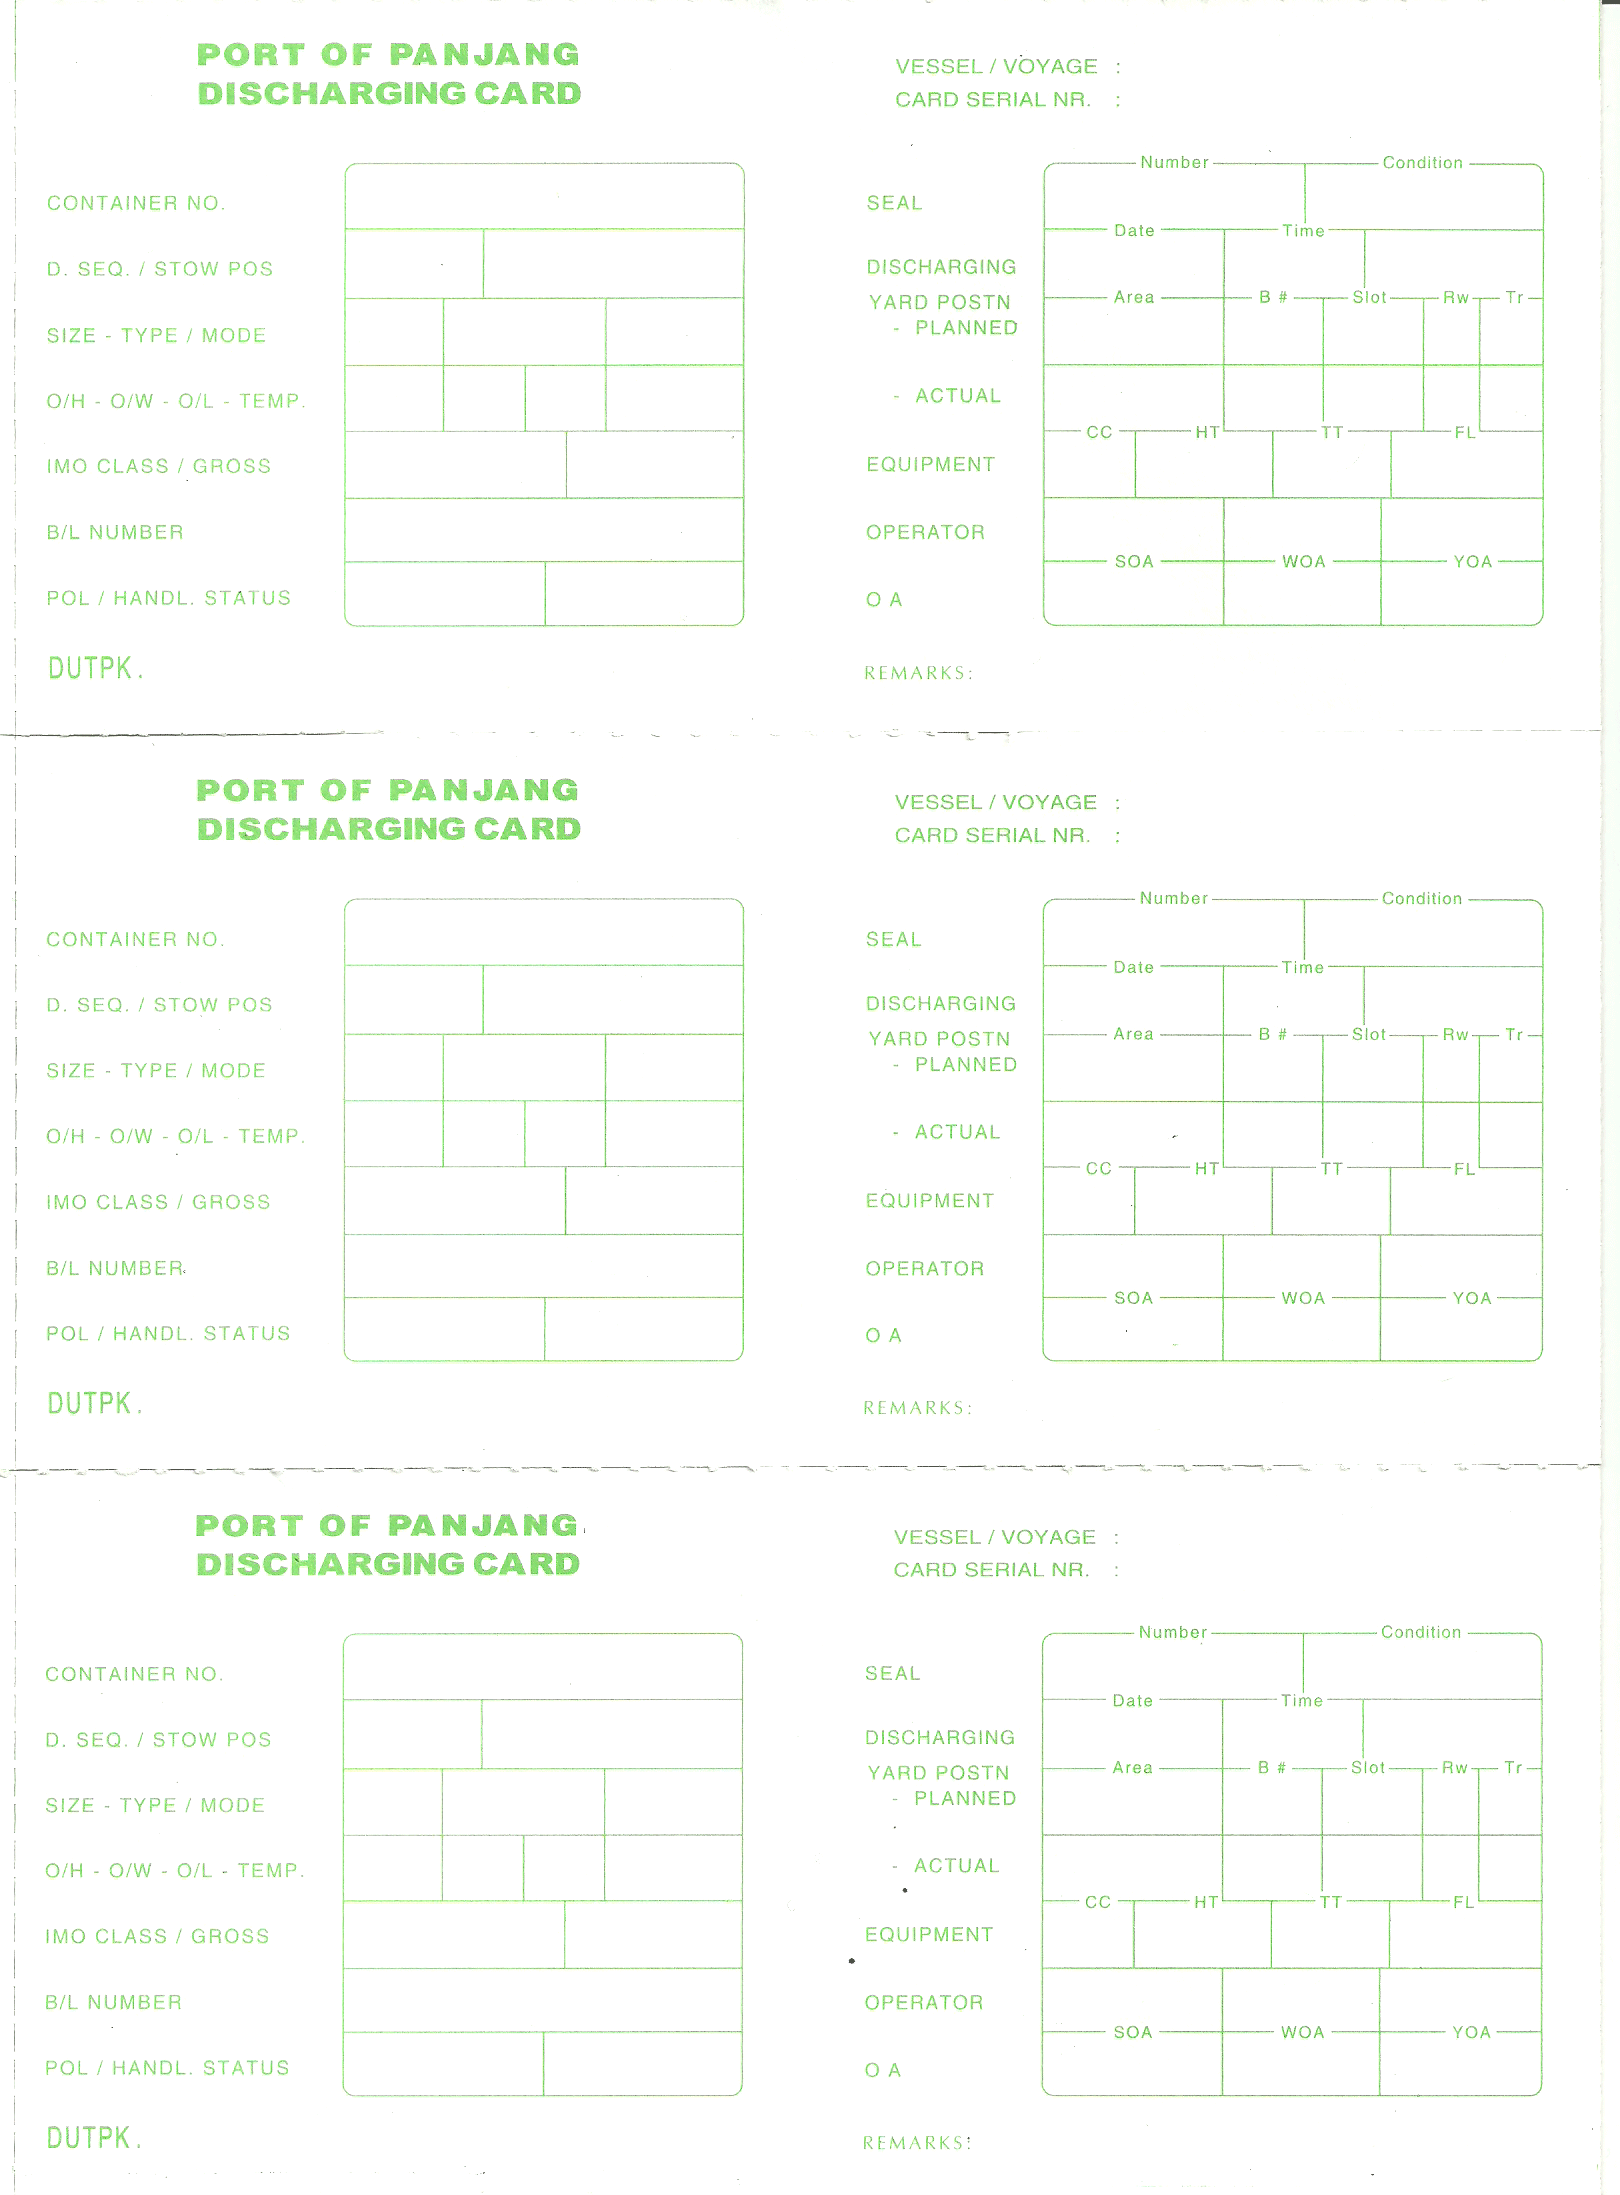 PORT OF PANJANG
DISCHARGING CARD
VESSEL / VOYAGE :
CARD SERIAL NR. :
CONTAINER NO.
D. SEQ. / STOW POS
SIZE - TYPE / MODE
O/H - O/W - O/L - TEMP.
IMO CLASS / GROSS
B/L NUMBER
POL / HANDL. STATUS
DUTPK.
Number Condition
SEAL
Date Time
DISCHARGING
YARD POSTN Area B # Slot Rw Tr
- PLANNED
- ACTUAL
CC HT TT FL
EQUIPMENT
OPERATOR
SOA WOA YOA
O A
REMARKS:
PORT OF PANJANG
DISCHARGING CARD
VESSEL / VOYAGE :
CARD SERIAL NR. :
CONTAINER NO.
D. SEQ. / STOW POS
SIZE - TYPE / MODE
O/H - O/W - O/L - TEMP.
IMO CLASS / GROSS
B/L NUMBER
POL / HANDL. STATUS
DUTPK.
Number Condition
SEAL
Date Time
DISCHARGING
YARD POSTN Area B # Slot Rw Tr
- PLANNED
- ACTUAL
CC HT TT FL
EQUIPMENT
OPERATOR
SOA WOA YOA
O A
REMARKS:
PORT OF PANJANG
DISCHARGING CARD
VESSEL / VOYAGE :
CARD SERIAL NR. :
CONTAINER NO.
D. SEQ. / STOW POS
SIZE - TYPE / MODE
O/H - O/W - O/L - TEMP.
IMO CLASS / GROSS
B/L NUMBER
POL / HANDL. STATUS
DUTPK.
Number Condition
SEAL
Date Time
DISCHARGING
YARD POSTN Area B # Slot Rw Tr
- PLANNED
- ACTUAL
CC HT TT FL
EQUIPMENT
OPERATOR
SOA WOA YOA
O A
REMARKS: